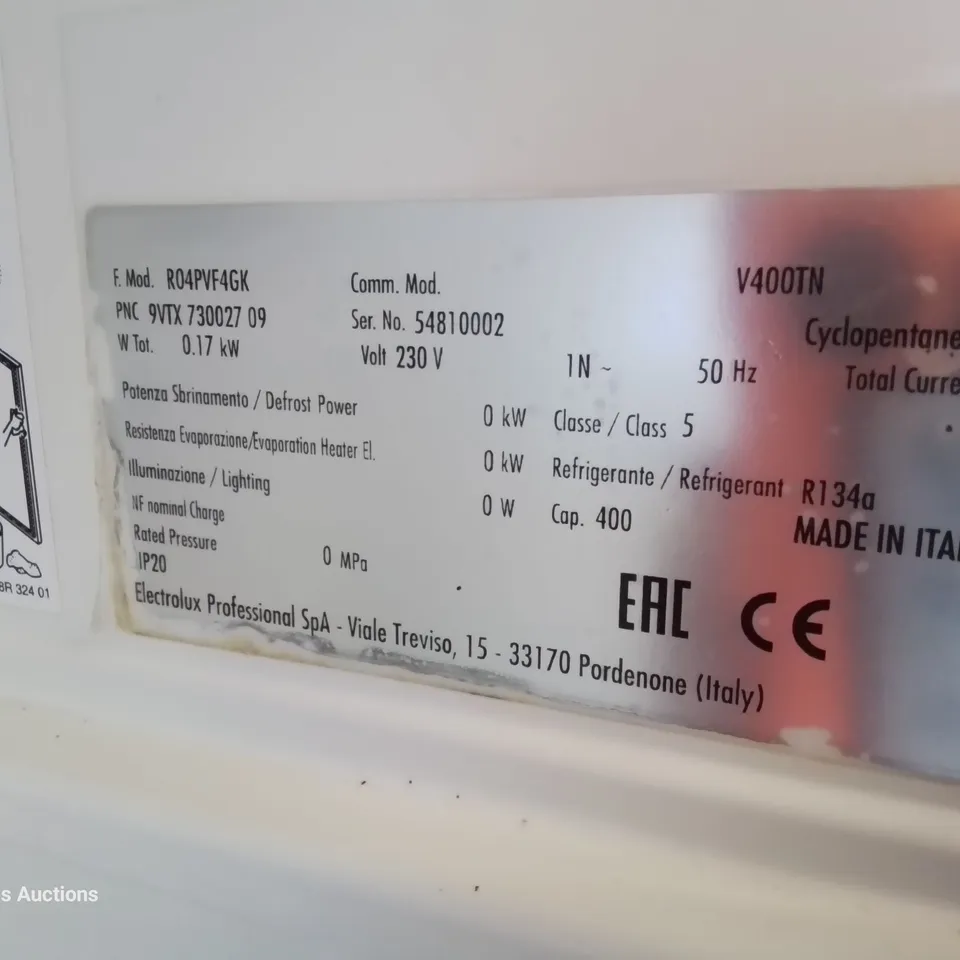 F. Mod. R04PVF4GK Comm. Mod. V400TN
PNC 9VTX 730027 09 Ser. No. 54810002 Cyclopentane
W Tot. 0.17 kW Volt 230 V 1N ~ 50 Hz Total Curre
Potenza Sbrinamento / Defrost Power 0 kW Classe / Class 5
Resistenza Evaporazione/Evaporation Heater El. 0 kW Refrigerante / Refrigerant R134a
Illuminazione / Lighting 0 W Cap. 400 MADE IN ITA
NF nominal Charge
Rated Pressure 0 MPa
IP20
EAC CE
Electrolux Professional SpA - Viale Treviso, 15 - 33170 Pordenone (Italy)
BR 324 01
s Auctions